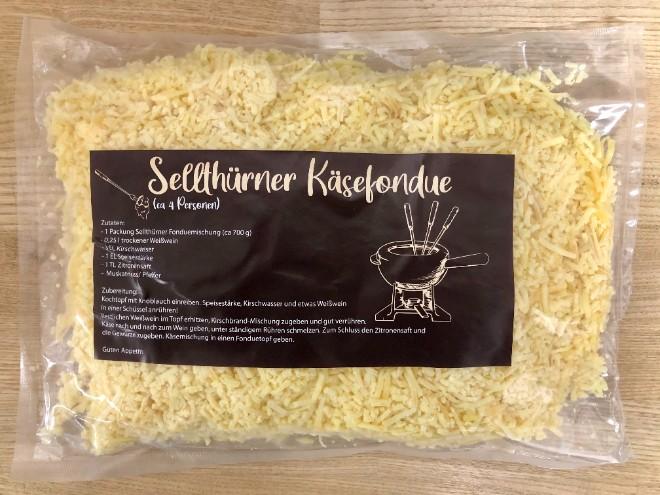 Sellthürner Käsefondue
(ca 4 Personen)
Zutaten:
- 1 Packung Sellthürner Fonduemischung (ca 700 g)
- 0,25 l trockener Weißwein
Kirschwasser
- 1 EL Speisestärke
- 1 TL Zitronensaft
- Muskatnuss/ Pfeffer
Zubereitung:
Kochtopf mit Knoblauch einreiben. Speisestärke, Kirschwasser und etwas Weißwein
in einer Schüssel anrühren!
Restlichen Weißwein im Topf erhitzen, Kirschbrand-Mischung zugeben und gut verrühren.
Käse nach und nach zum Wein geben, unter ständigem Rühren schmelzen. Zum Schluss den Zitronensaft und
die Gewürze zugeben. Käsemischung in einen Fonduetopf geben.
Guten Appetit!